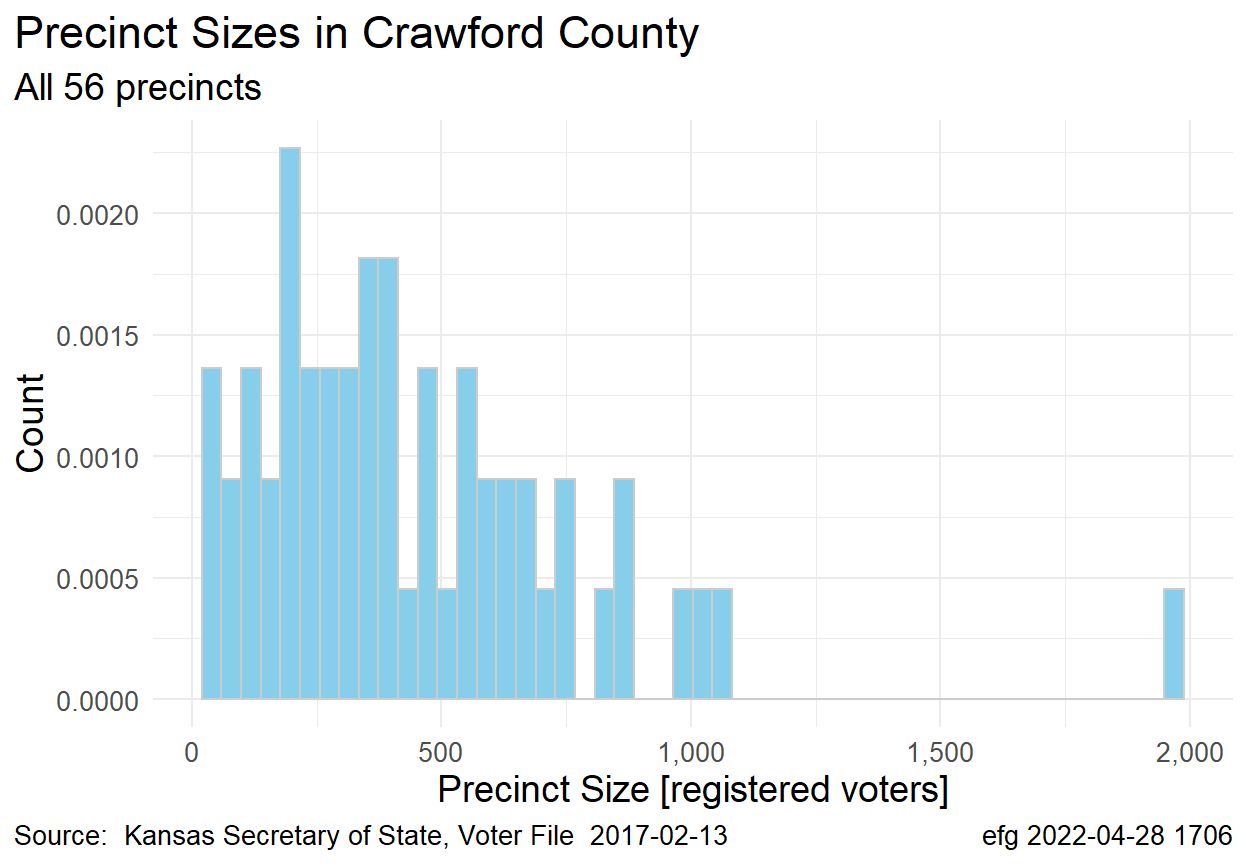 Precinct Sizes in Crawford County
All 56 precincts
Count
0.0020
0.0015
0.0010
0.0005
0.0000
0 500 1,000 1,500 2,000
Precinct Size [registered voters]
Source:  Kansas Secretary of State, Voter File  2017-02-13 efg 2022-04-28 1706